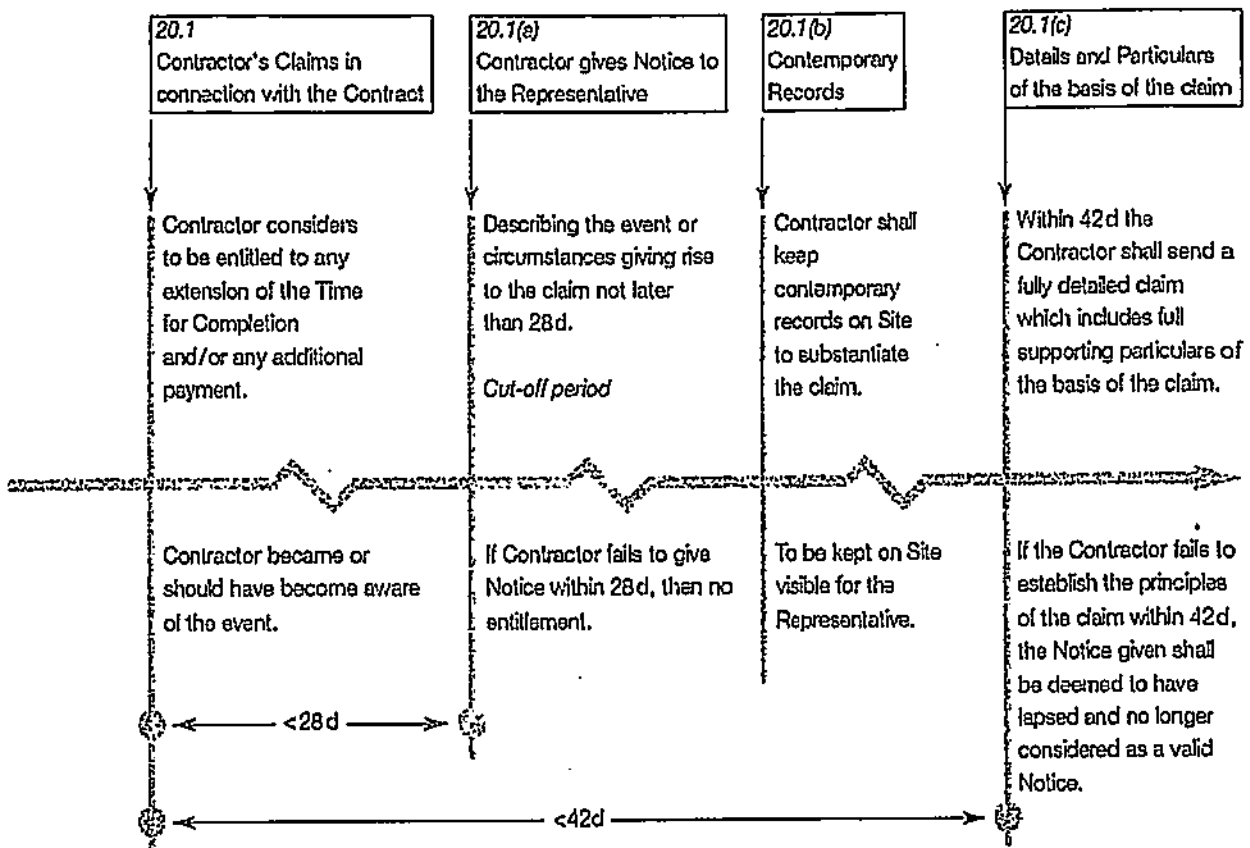 20.1
Contractor's Claims in
connection with the Contract
20.1(a)
Contractor gives Notice to
the Representative
20.1(b)
Contemporary
Records
20.1(c)
Details and Particulars
of the basis of the claim
Contractor considers
to be entitled to any
extension of the Time
for Completion
and/or any additional
payment.
Describing the event or
circumstances giving rise
to the claim not later
than 28d.
Cut-off period
Contractor shall
keep
contemporary
records on Site
to substantiate
the claim.
Within 42d the
Contractor shall send a
fully detailed claim
which includes full
supporting particulars of
the basis of the claim.
Contractor became or
should have become aware
of the event.
If Contractor fails to give
Notice within 28d, then no
entitlement.
To be kept on Site
visible for the
Representative.
If the Contractor fails to
establish the principles
of the claim within 42d,
the Notice given shall
be deemed to have
lapsed and no longer
considered as a valid
Notice.
<28d
<42d